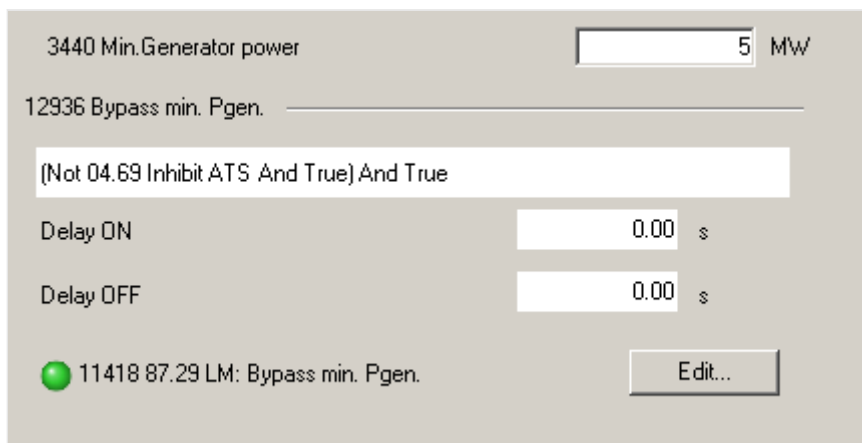 3440 Min.Generator power 5 MW
12936 Bypass min. Pgen.
(Not 04.69 Inhibit ATS And True) And True
Delay ON 0.00 s
Delay OFF 0.00 s
11418 87.29 LM: Bypass min. Pgen. Edit...